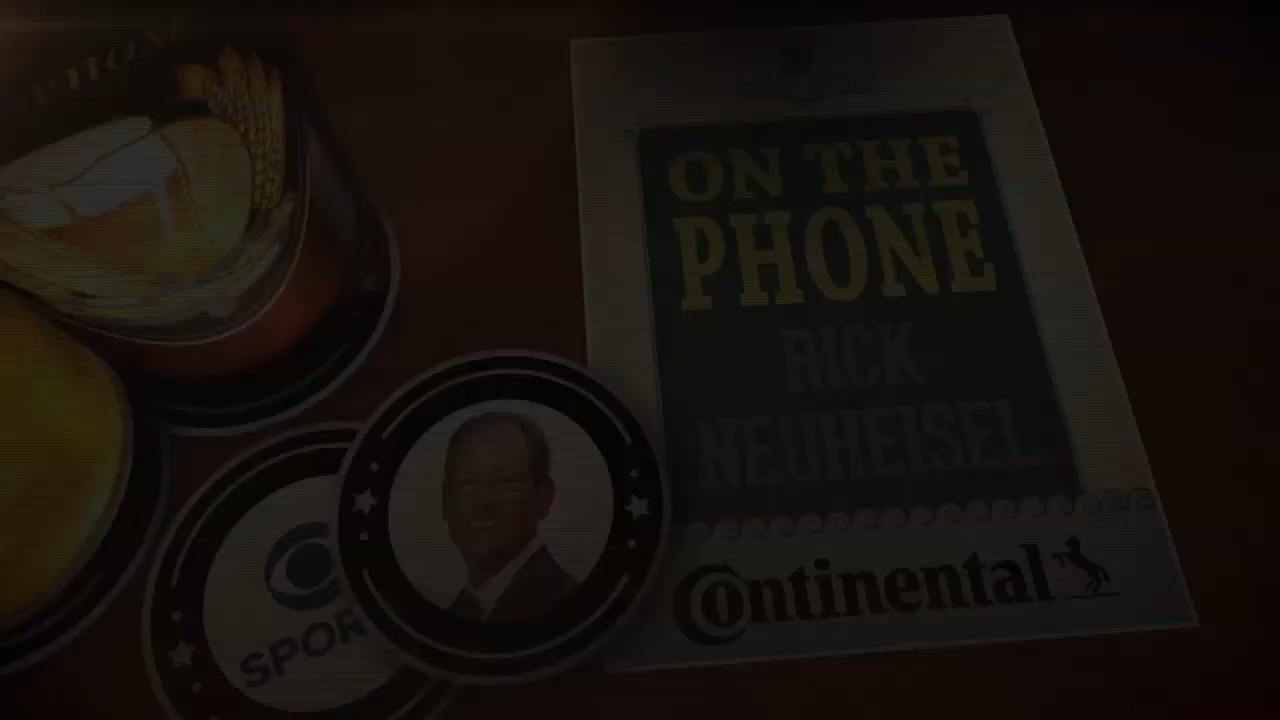 ON THE
PHONE
RICK
NEUHEISEL
Continental
SPOR